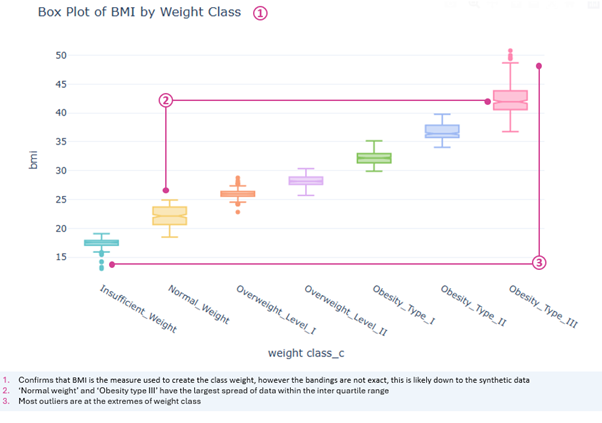 Box Plot of BMI by Weight Class 1
50
45
40
35
30
25
20
15
bmi
2
3
Insufficient_Weight
Normal_Weight
Overweight_Level_I
Overweight_Level_II
Obesity_Type_I
Obesity_Type_II
Obesity_Type_III
weight class_c
1. Confirms that BMI is the measure used to create the class weight, however the bandings are not exact, this is likely down to the synthetic data
2. ‘Normal weight’ and ‘Obesity type III’ have the largest spread of data within the inter quartile range
3. Most outliers are at the extremes of weight class